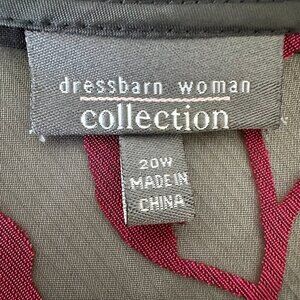 dressbarn woman
collection
20W
MADE IN
CHINA